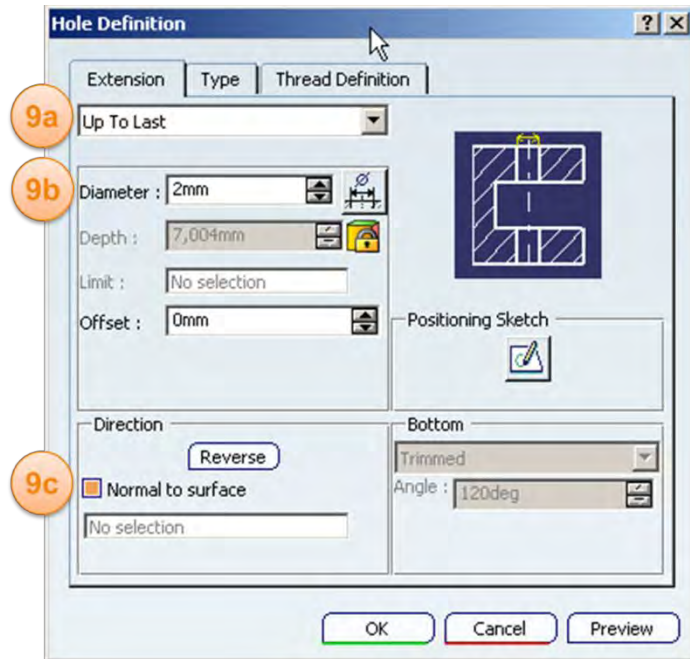 Hole Definition ? X
Extension Type Thread Definition
9a
Up To Last
9b
Diameter : 2mm
Depth : 7,004mm
Limit : No selection
Offset : 0mm
Positioning Sketch
Direction
Reverse
9c
Normal to surface
No selection
Bottom
Trimmed
Angle : 120deg
OK Cancel Preview